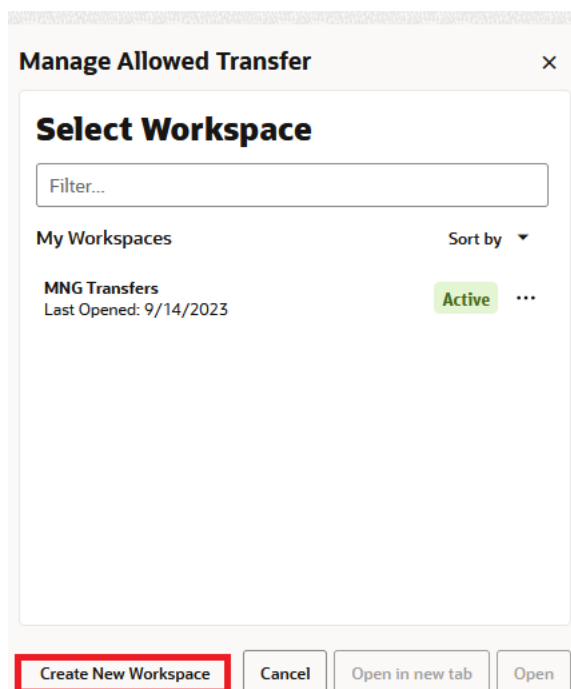 Manage Allowed Transfer
Select Workspace
Filter...
My Workspaces
Sort by
MNG Transfers
Active
Last Opened: 9/14/2023
Create New Workspace
Cancel
Open in new tab
Open